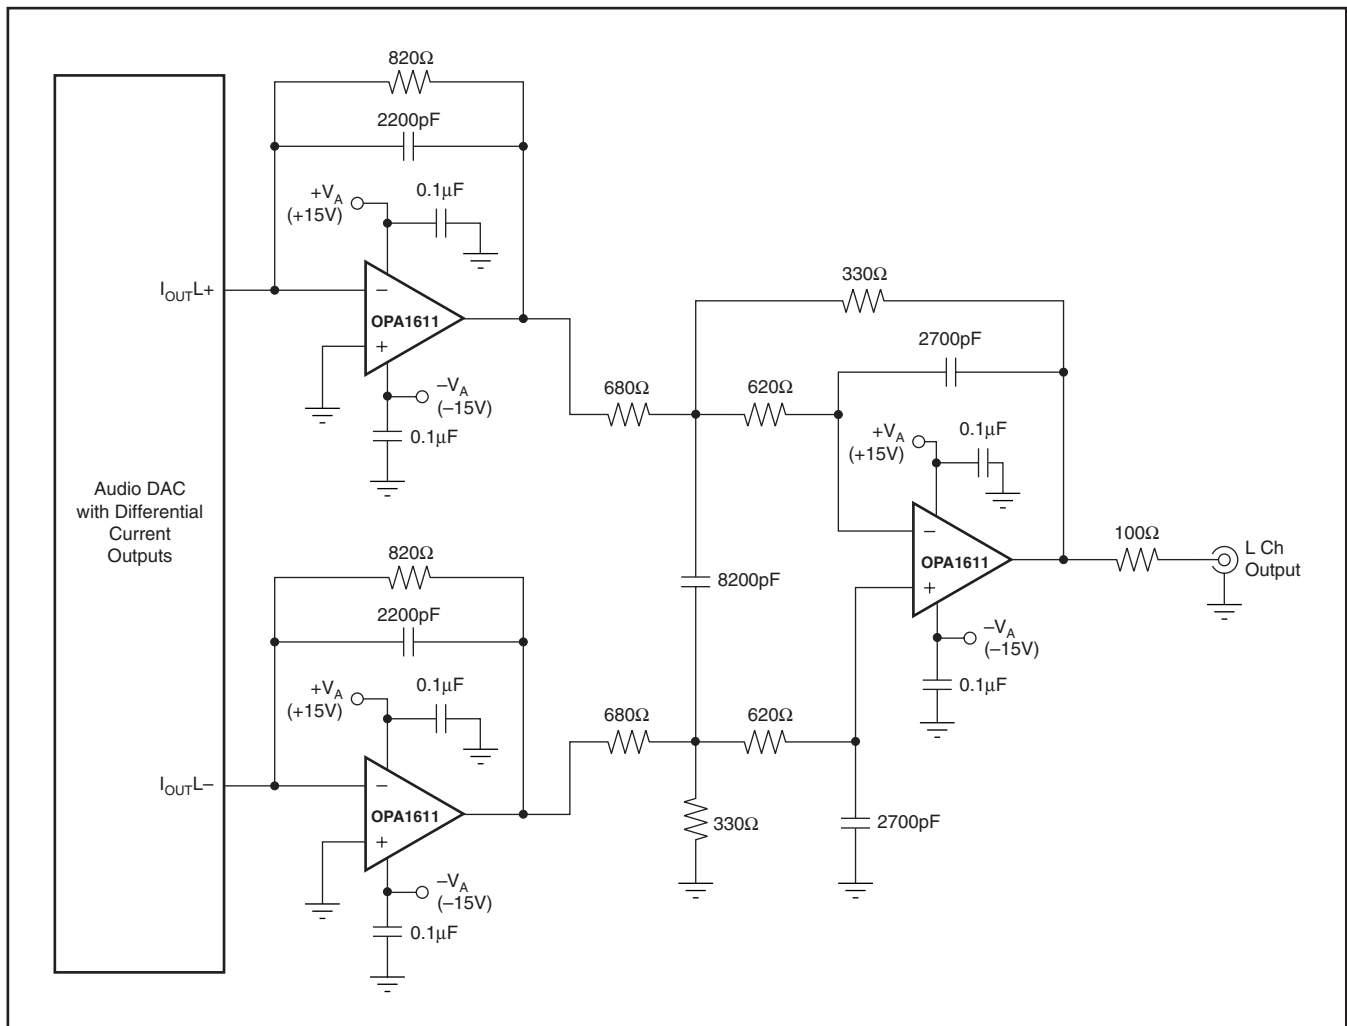 820Ω
2200pF
+VA
(+15V)
0.1μF
IOUTL+
−
OPA1611
+
−VA
(−15V)
0.1μF
330Ω
2700pF
680Ω
620Ω
+VA
(+15V)
0.1μF
Audio DAC
with Differential
Current
Outputs
−
OPA1611
+
100Ω
L Ch
Output
820Ω
8200pF
2200pF
−VA
(−15V)
0.1μF
+VA
(+15V)
0.1μF
680Ω
620Ω
IOUTL−
−
OPA1611
+
330Ω
2700pF
−VA
(−15V)
0.1μF